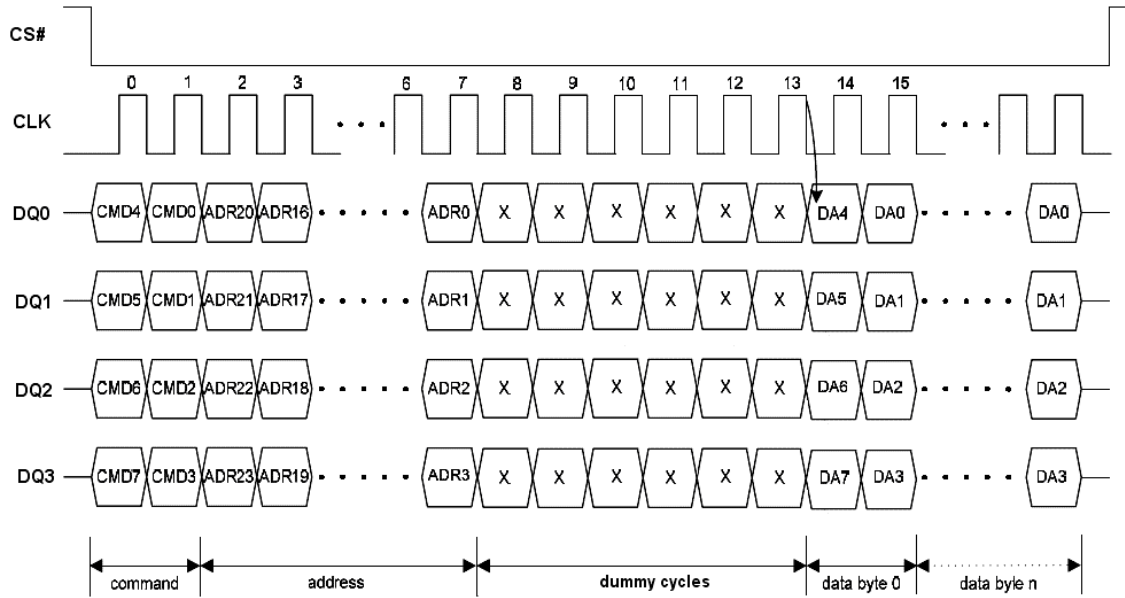 CS#
0 1 2 3 6 7 8 9 10 11 12 13 14 15
CLK
DQ0 CMD4 CMD0 ADR20 ADR16 ADR0 X X X X X X DA4 DA0 DA0
DQ1 CMD5 CMD1 ADR21 ADR17 ADR1 X X X X X X DA5 DA1 DA1
DQ2 CMD6 CMD2 ADR22 ADR18 ADR2 X X X X X X DA6 DA2 DA2
DQ3 CMD7 CMD3 ADR23 ADR19 ADR3 X X X X X X DA7 DA3 DA3
command address dummy cycles data byte 0 data byle n